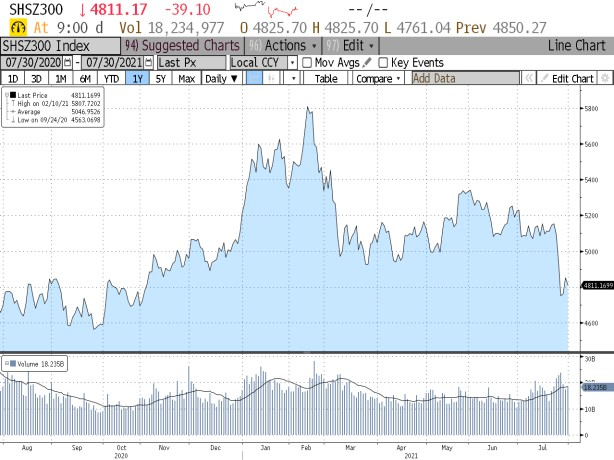 SHSZ300 ↓ 4811.17 -39.10 --/--
At 9:00 d Vol 18,234,977 O 4825.70 H 4825.70 L 4761.04 Prev 4850.27
SHSZ300 Index 94) Suggested Charts 96) Actions 97) Edit Line Chart
07/30/2020 - 07/30/2021 Last Px Local CCY Mov Avgs Key Events
1D 3D 1M 6M YTD 1Y 5Y Max Daily Table Compare Add Data Edit Chart
Last Price 4811.1699
High on 02/10/21 5807.7202
Average 5046.9526
Low on 09/24/20 4563.0698
5800
5600
5400
5200
5000
4811.1699
4600
Volume 18.235B
30B
20B
18.235B
10B
0
Aug Sep Oct Nov Dec Jan Feb Mar Apr May Jun Jul
2020 2021